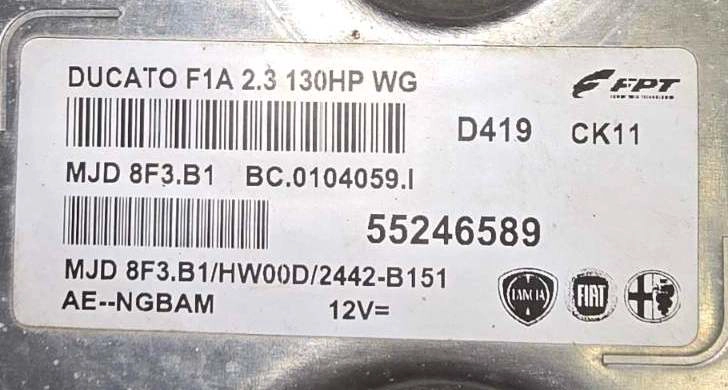 DUCATO F1A 2.3 130HP WG
FPT
D419 CK11
MJD 8F3.B1 BC.0104059.I
55246589
MJD 8F3.B1/HW00D/2442-B151
AE--NGBAM 12V=
LANCIA FIAT